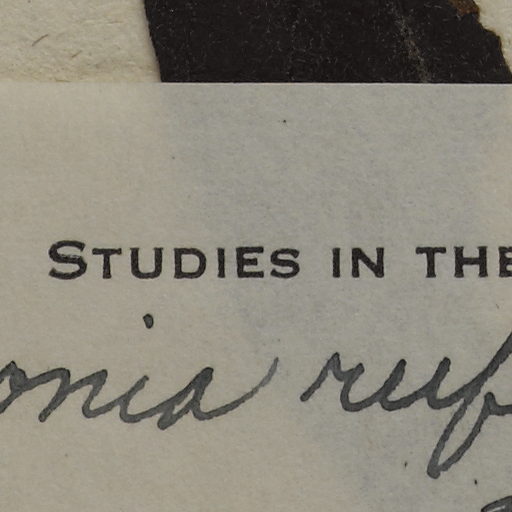 STUDIES IN THE
onia ruf